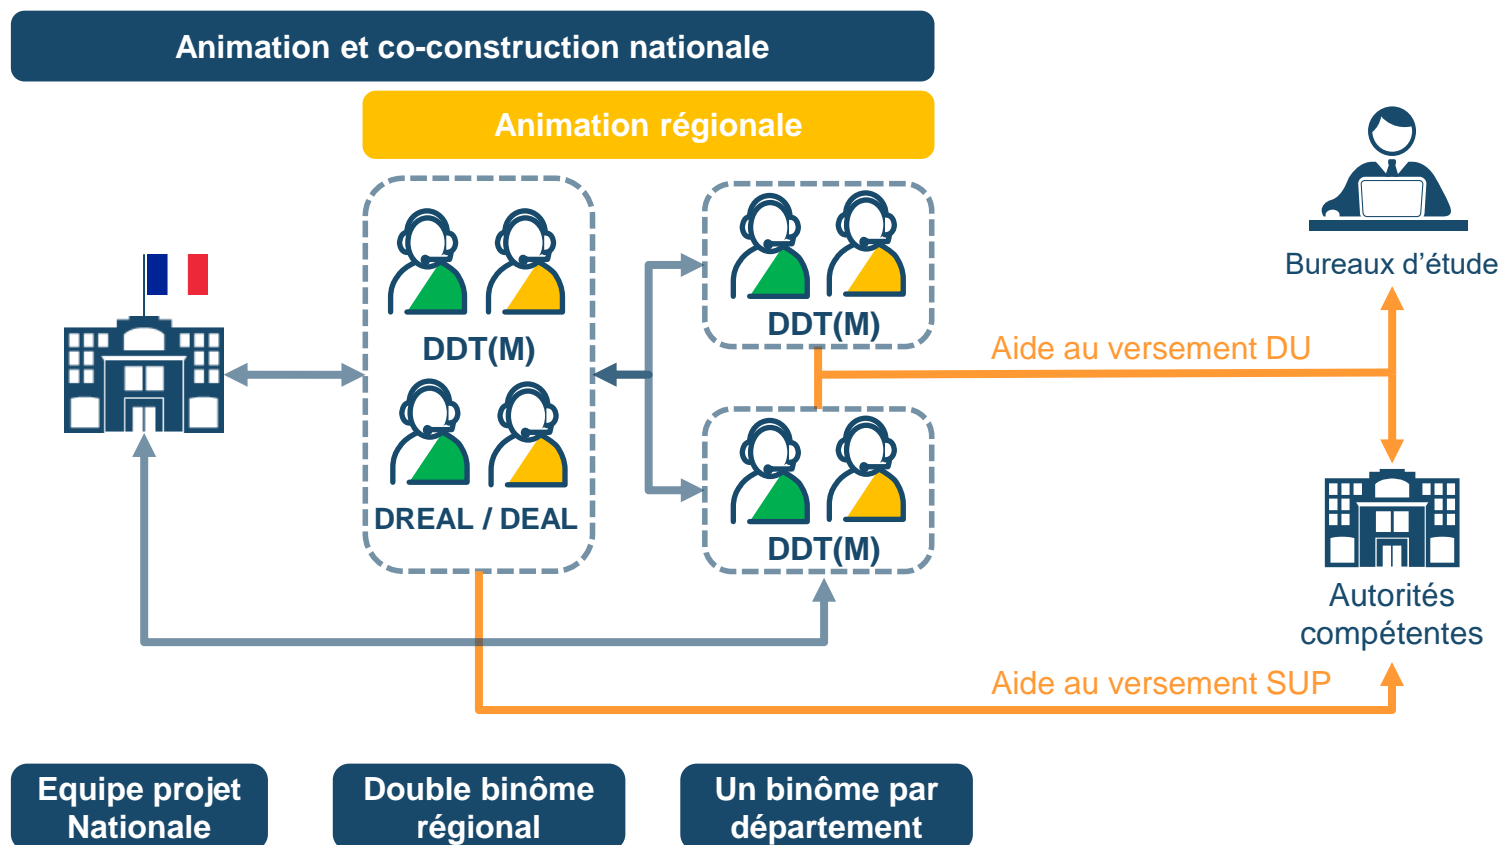 Animation et co-construction nationale
Animation régionale
Bureaux d'étude
DDT(M)
DDT(M)
Aide au versement DU
DREAL / DEAL
DDT(M)
Autorités
compétentes
Aide au versement SUP
Equipe projet
Nationale
Double binôme
régional
Un binôme par
département